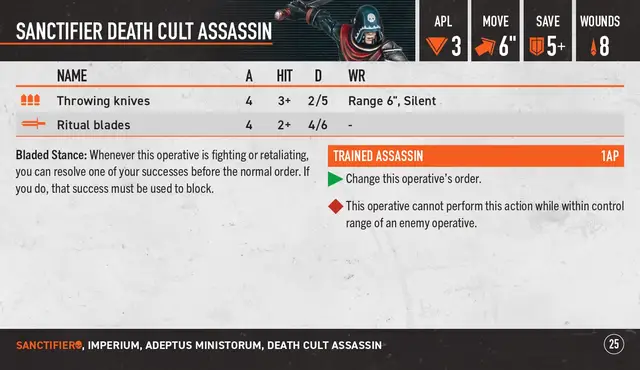 SANCTIFIER DEATH CULT ASSASSIN
APL
3
MOVE
6"
SAVE
5+
WOUNDS
8
NAME A HIT D WR
Throwing knives 4 3+ 2/5 Range 6", Silent
Ritual blades 4 2+ 4/6 -
Bladed Stance: Whenever this operative is fighting or retaliating,
you can resolve one of your successes before the normal order. If
you do, that success must be used to block.
TRAINED ASSASSIN 1AP
Change this operative's order.
This operative cannot perform this action while within control
range of an enemy operative.
SANCTIFIER, IMPERIUM, ADEPTUS MINISTORUM, DEATH CULT ASSASSIN
25